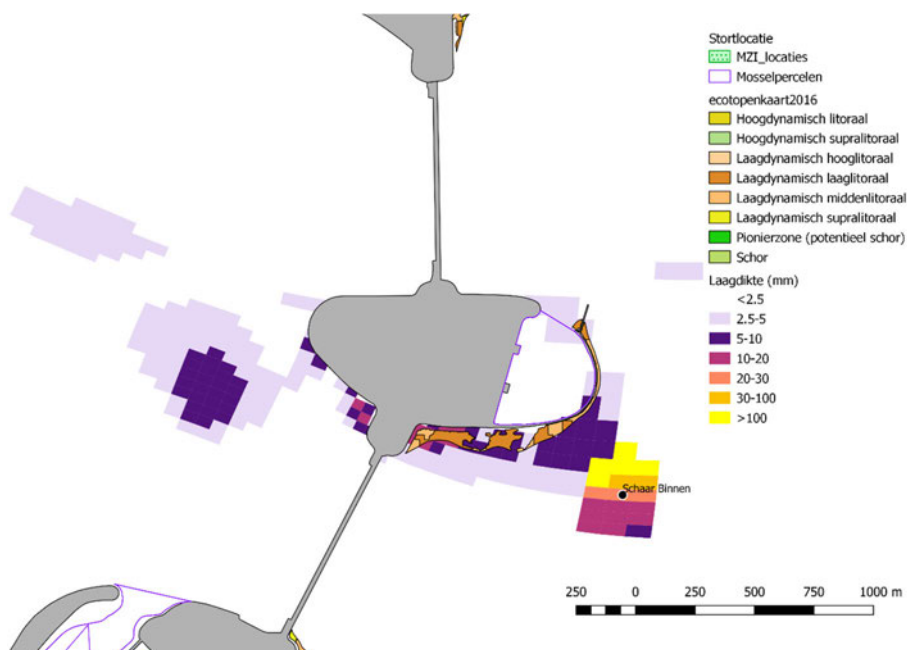 Stortlocatie
MZI_locaties
Mosselpercelen
ecotopenkaart2016
Hoogdynamisch litoraal
Hoogdynamisch supralitoraal
Laagdynamisch hooglitoraal
Laagdynamisch laaglitoraal
Laagdynamisch middenlitoraal
Laagdynamisch supralitoraal
Pionierzone (potentieel schor)
Schor
Laagdikte (mm)
<2.5
2.5-5
5-10
10-20
20-30
30-100
>100
Schaar Binnen
250 0 250 500 750 1000 m